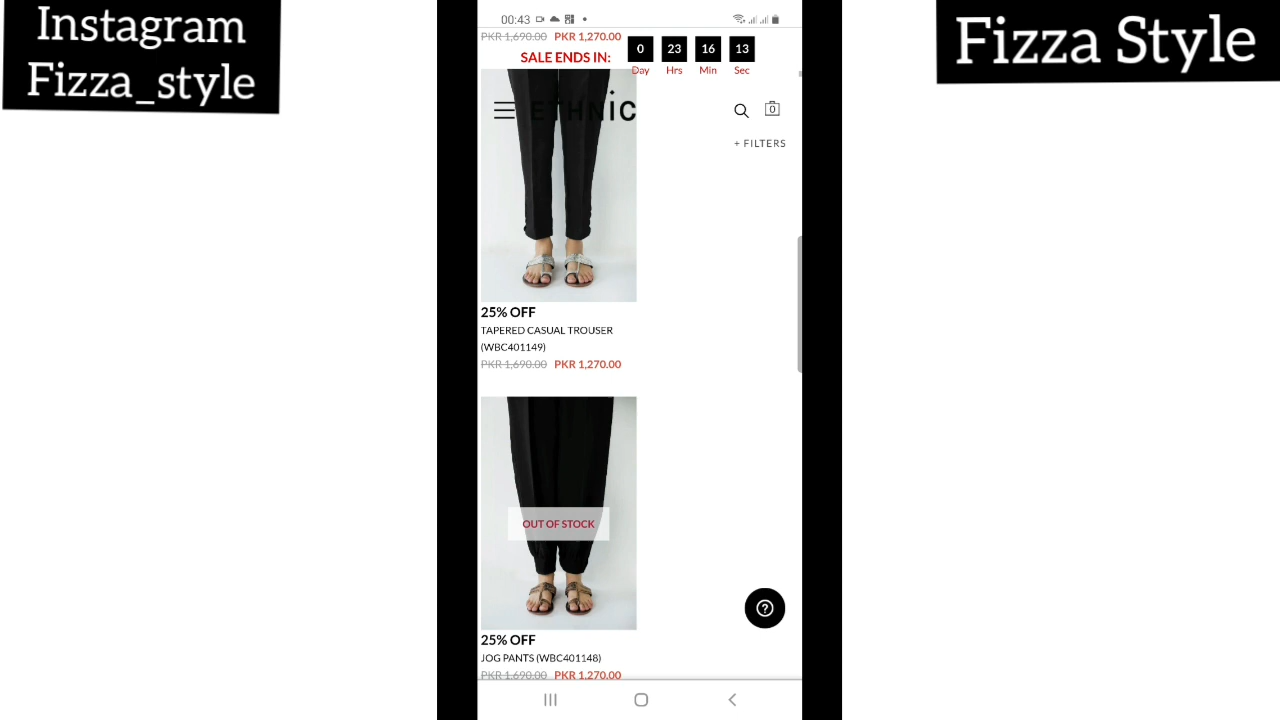 Instagram
Fizza_style
Fizza Style
00:43
PKR 1,690.00 PKR 1,270.00
SALE ENDS IN:
0 23 16 13
Day Hrs Min Sec
ETHNIC
0
+ FILTERS
25% OFF
TAPERED CASUAL TROUSER
(WBC401149)
PKR 1,690.00 PKR 1,270.00
OUT OF STOCK
25% OFF
JOG PANTS (WBC401148)
PKR 1,690.00 PKR 1,270.00